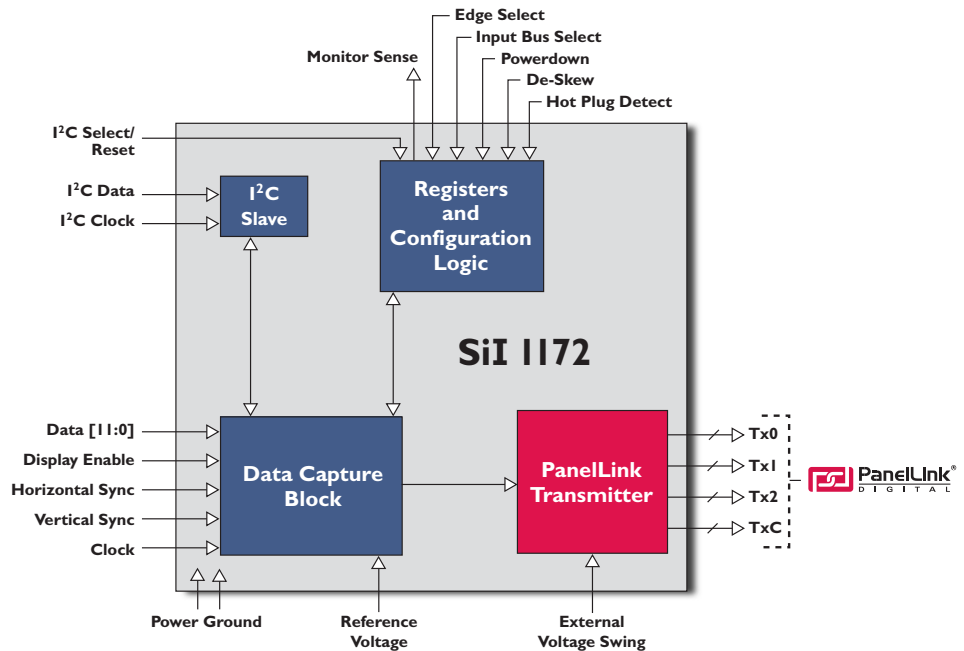 Edge Select
Input Bus Select
Monitor Sense
Powerdown
De-Skew
Hot Plug Detect
I²C Select/
Reset
I²C Data
I²C Clock
I²C
Slave
Registers
and
Configuration
Logic
SiI 1172
Data [11:0]
Display Enable
Horizontal Sync
Vertical Sync
Clock
Data Capture
Block
PanelLink
Transmitter
Tx0
Tx1
Tx2
TxC
PanelLink®
DIGITAL
Power Ground
Reference
Voltage
External
Voltage Swing